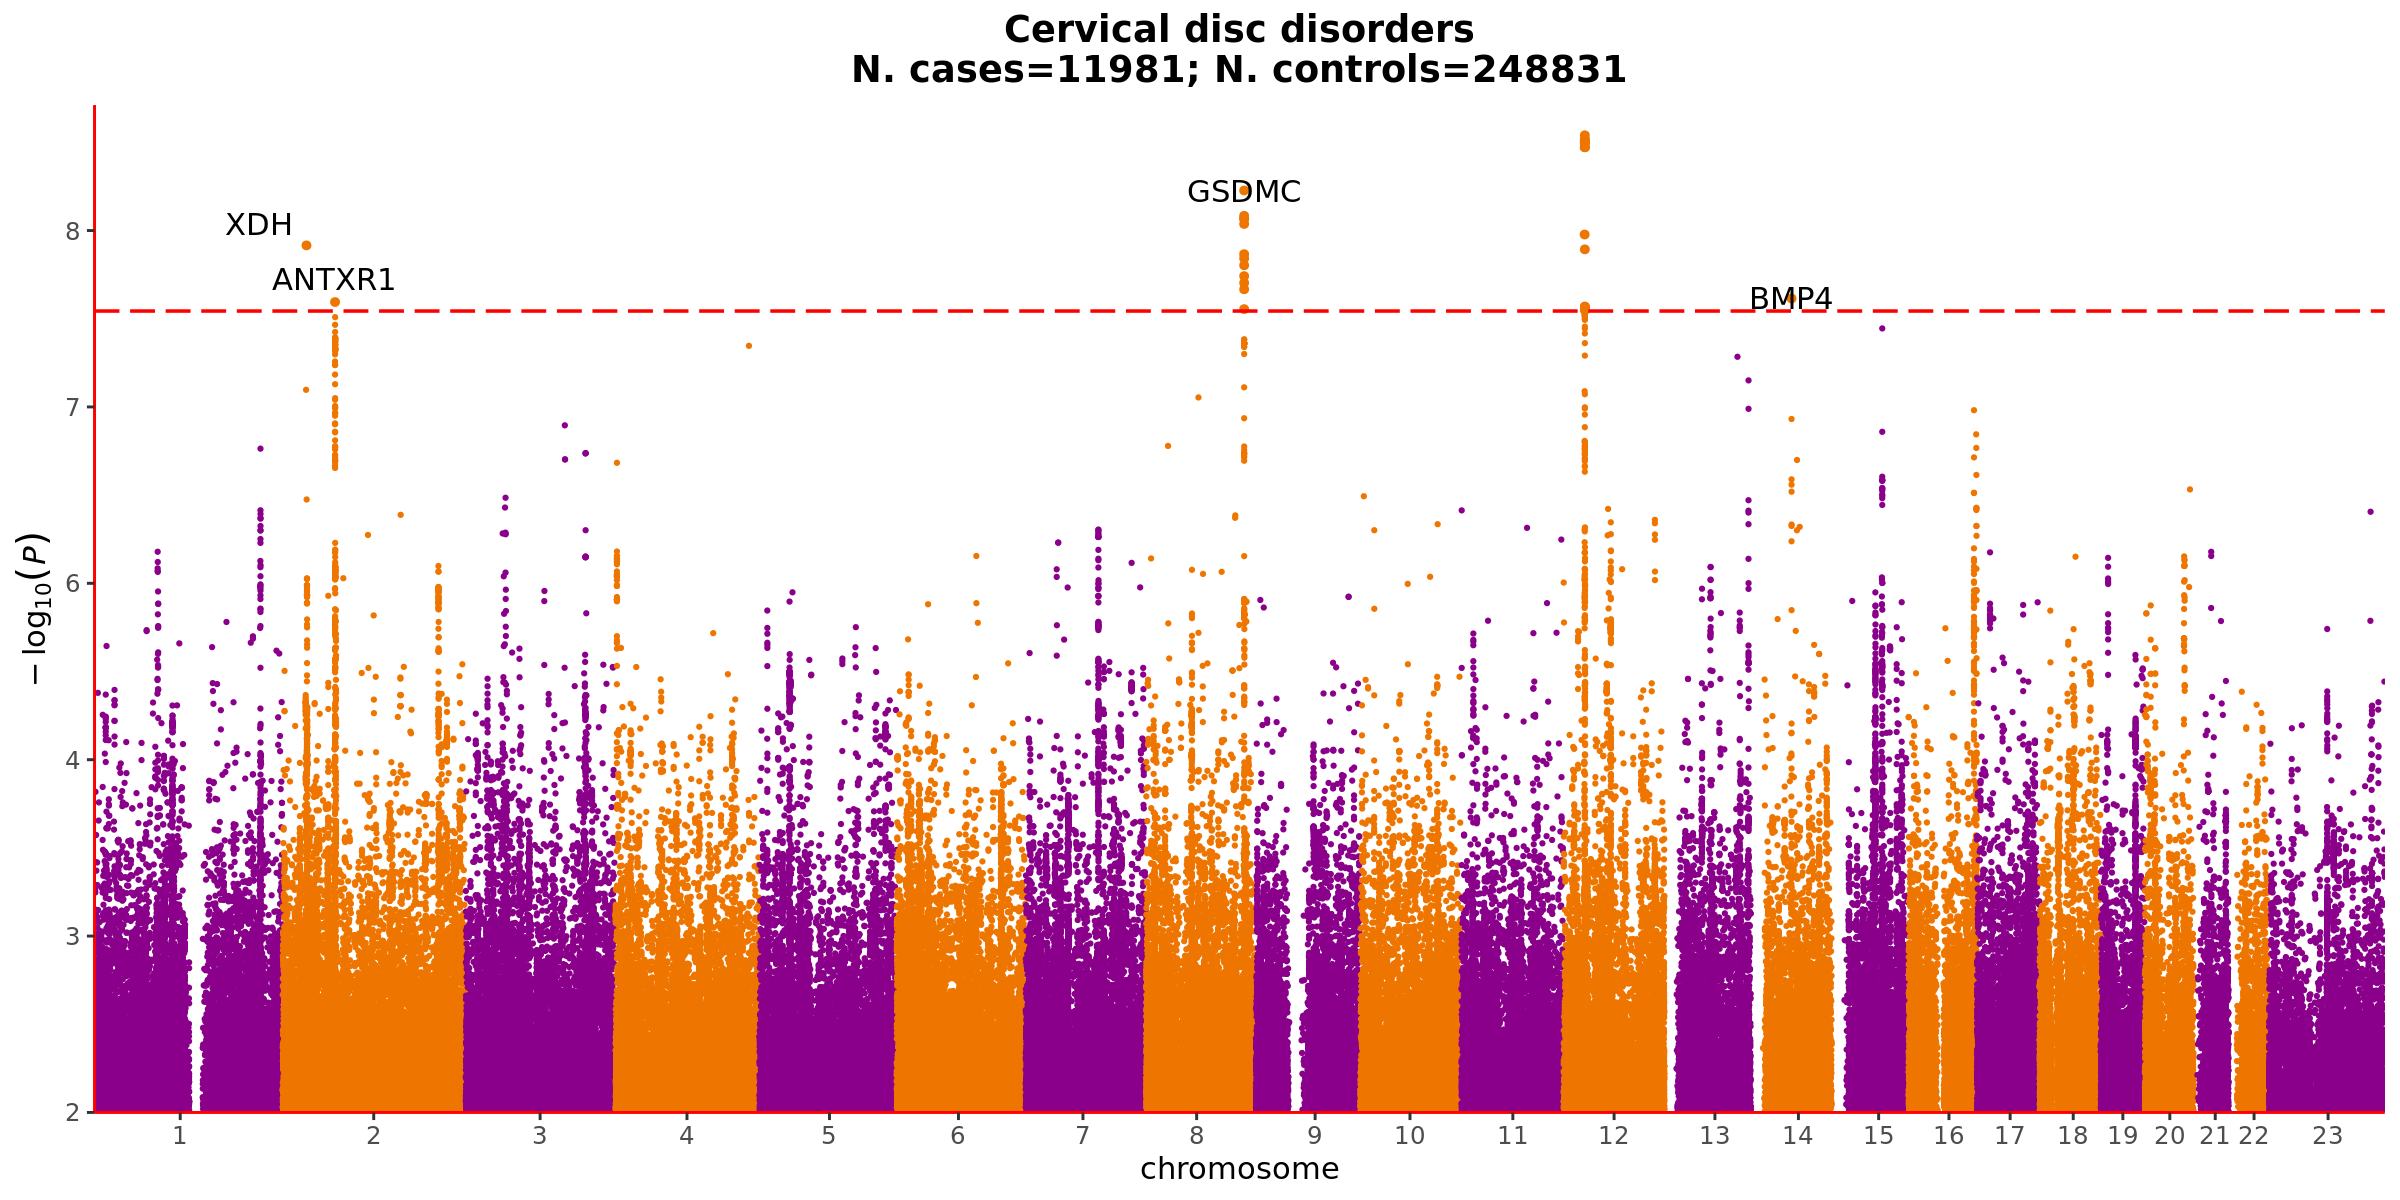 Cervical disc disorders
N. cases=11981; N. controls=248831
GSDMC
XDH
ANTXR1
BMP4
8
7
6
4
3
2
−log10(P)
1 2 3 4 5 6 7 8 9 10 11 12 13 14 15 16 17 18 19 20 21 22 23
chromosome